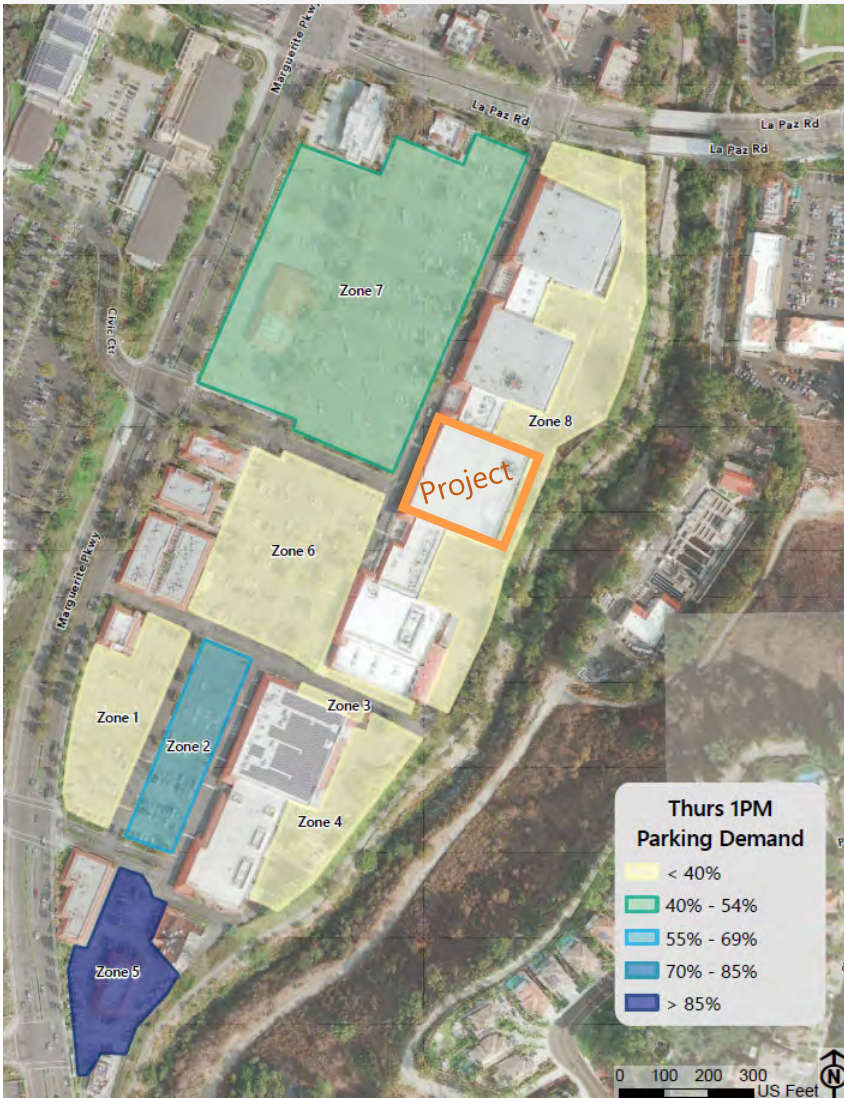 Marguerite Pkwy
La Paz Rd
La Paz Rd
La Paz Rd
Zone 7
Civic Ctr
Zone 8
Project
Zone 6
Marguerite Pkwy
Zone 3
Zone 1
Zone 2
Zone 4
Zone 5
Thurs 1PM
Parking Demand
< 40%
40% - 54%
55% - 69%
70% - 85%
> 85%
0 100 200 300
US Feet
N